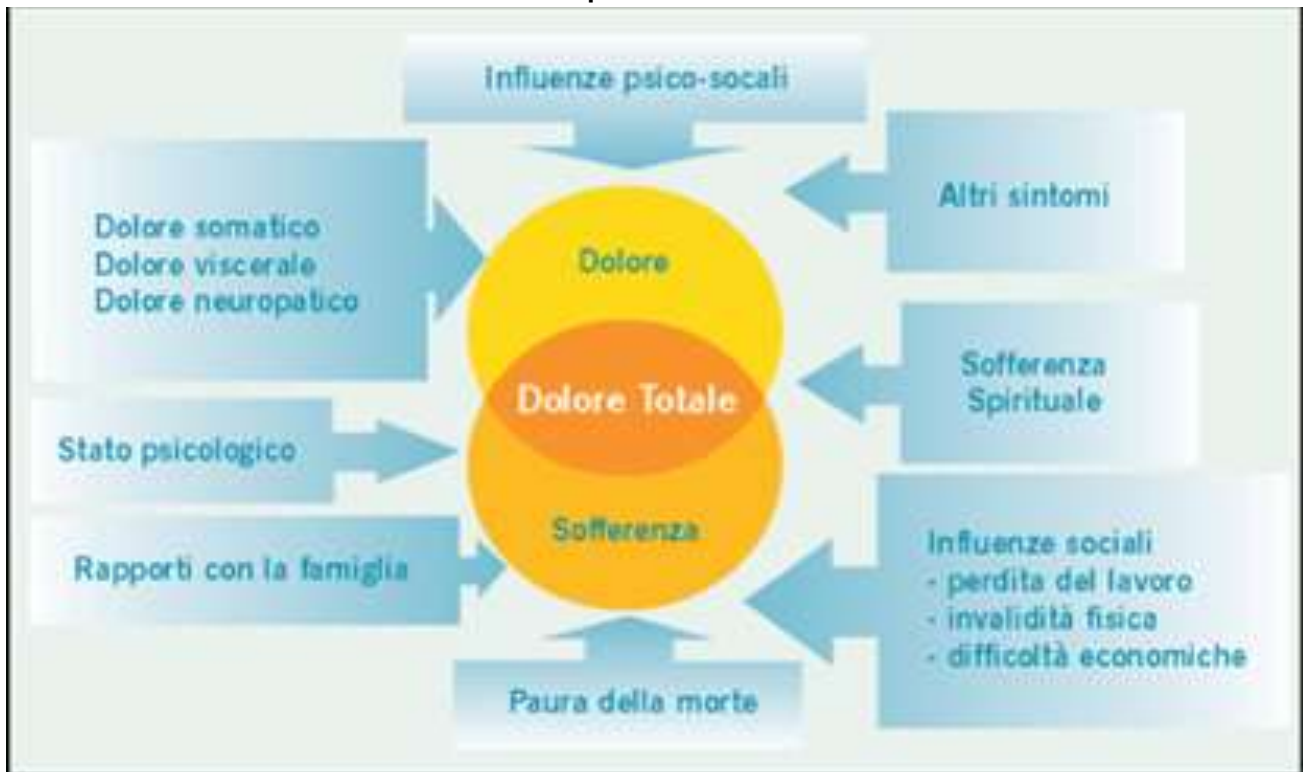 Influenze psico-socali
Altri sintomi
Dolore somatico
Dolore viscerale
Dolore neuropatico
Dolore
Sofferenza
Spirituale
Dolore Totale
Stato psicologico
Sofferenza
Rapporti con la famiglia
Influenze sociali
- perdita del lavoro
- invalidità fisica
- difficoltà economiche
Paura della morte